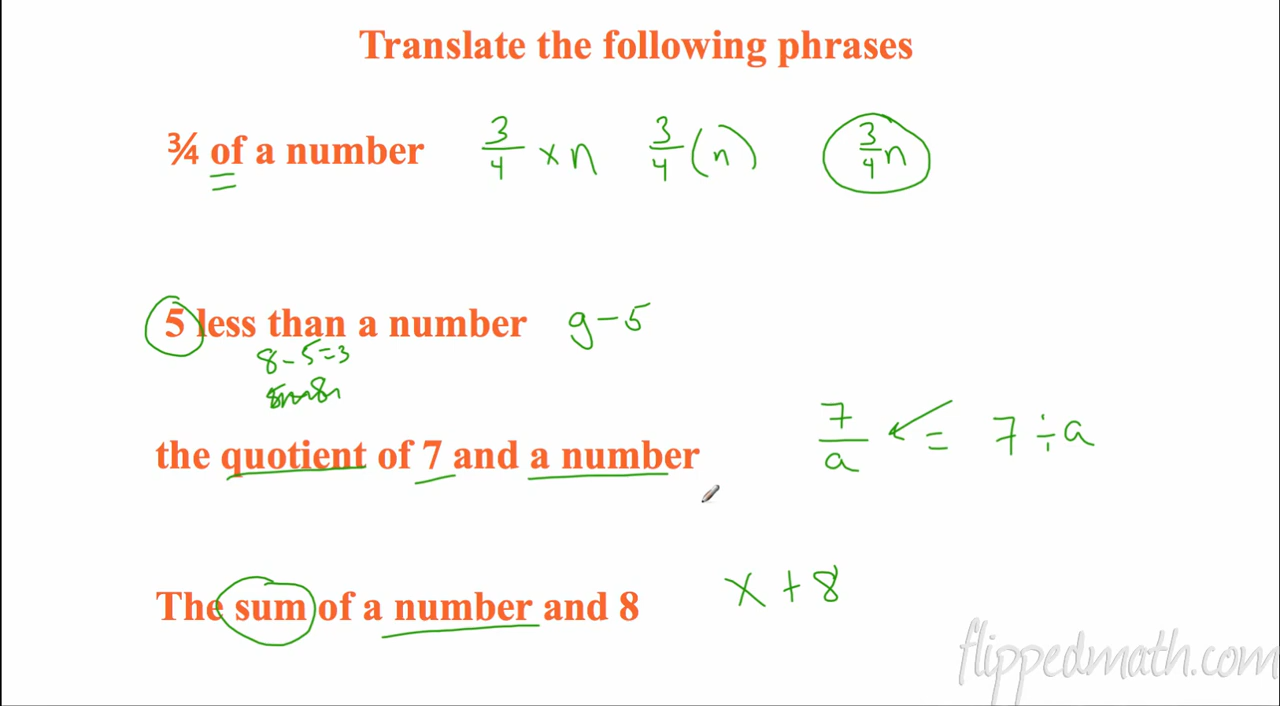 Translate the following phrases
¾ of a number 3/4 × n 3/4 (n) 3/4 n
5 less than a number g - 5
8 - 5 = 3
the quotient of 7 and a number 7/a = 7 ÷ a
The sum of a number and 8 x + 8
flippedmath.com